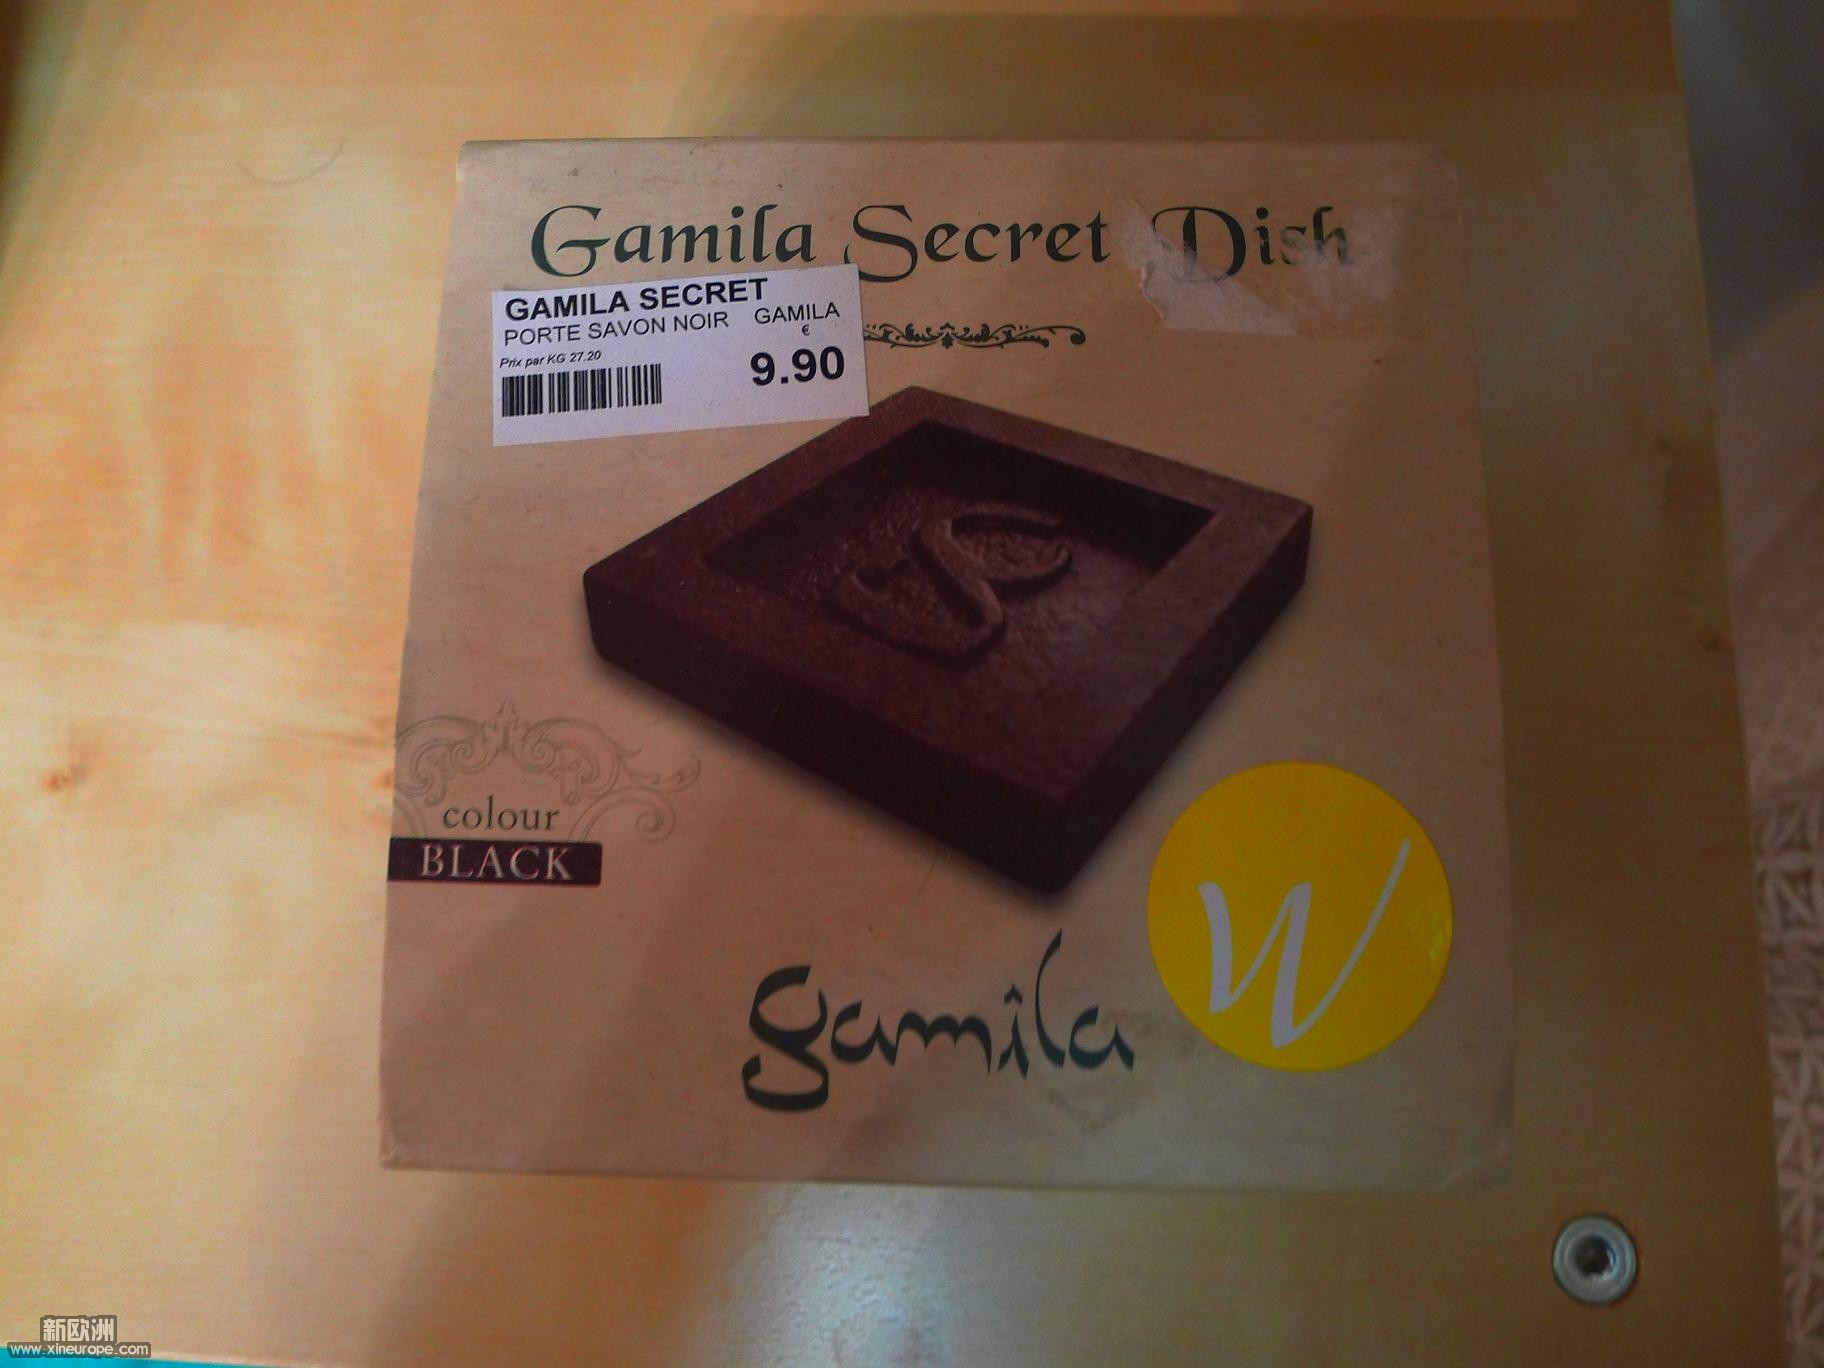 Gamila Secret Dish
GAMILA SECRET
PORTE SAVON NOIR GAMILA
€
Prix par KG 27.20
9.90
colour
BLACK
W
gamila
新欧洲
www.xineurope.com